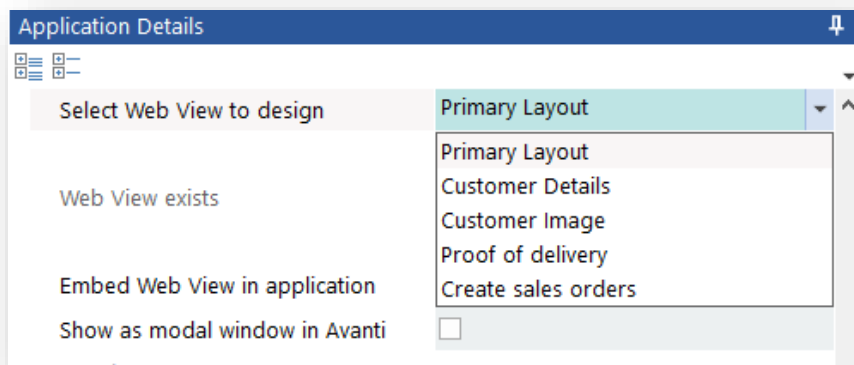 Application Details
Select Web View to design
Primary Layout
Primary Layout
Customer Details
Web View exists
Customer Image
Proof of delivery
Embed Web View in application
Create sales orders
Show as modal window in Avanti